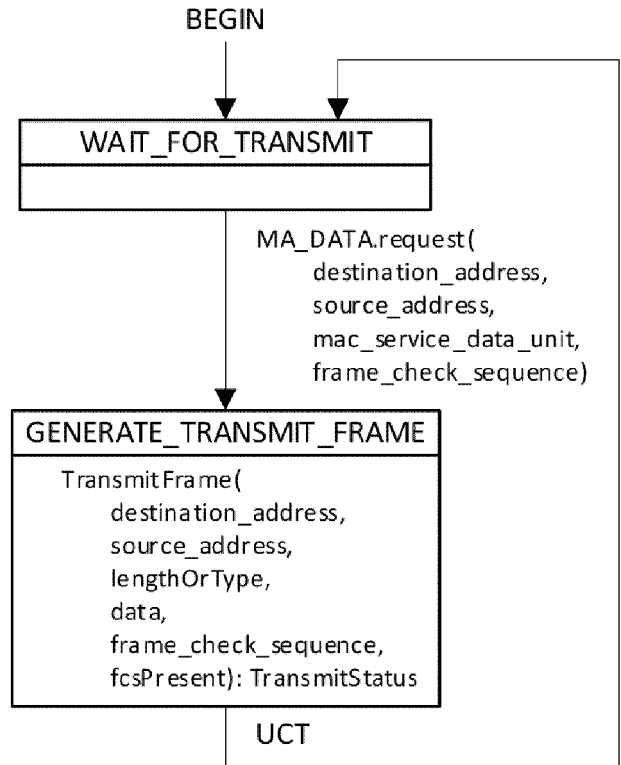 BEGIN
WAIT_FOR_TRANSMIT
MA_DATA.request(
destination_address,
source_address,
mac_service_data_unit,
frame_check_sequence)
GENERATE_TRANSMIT_FRAME
TransmitFrame(
destination_address,
source_address,
lengthOrType,
data,
frame_check_sequence,
fcsPresent): TransmitStatus
UCT